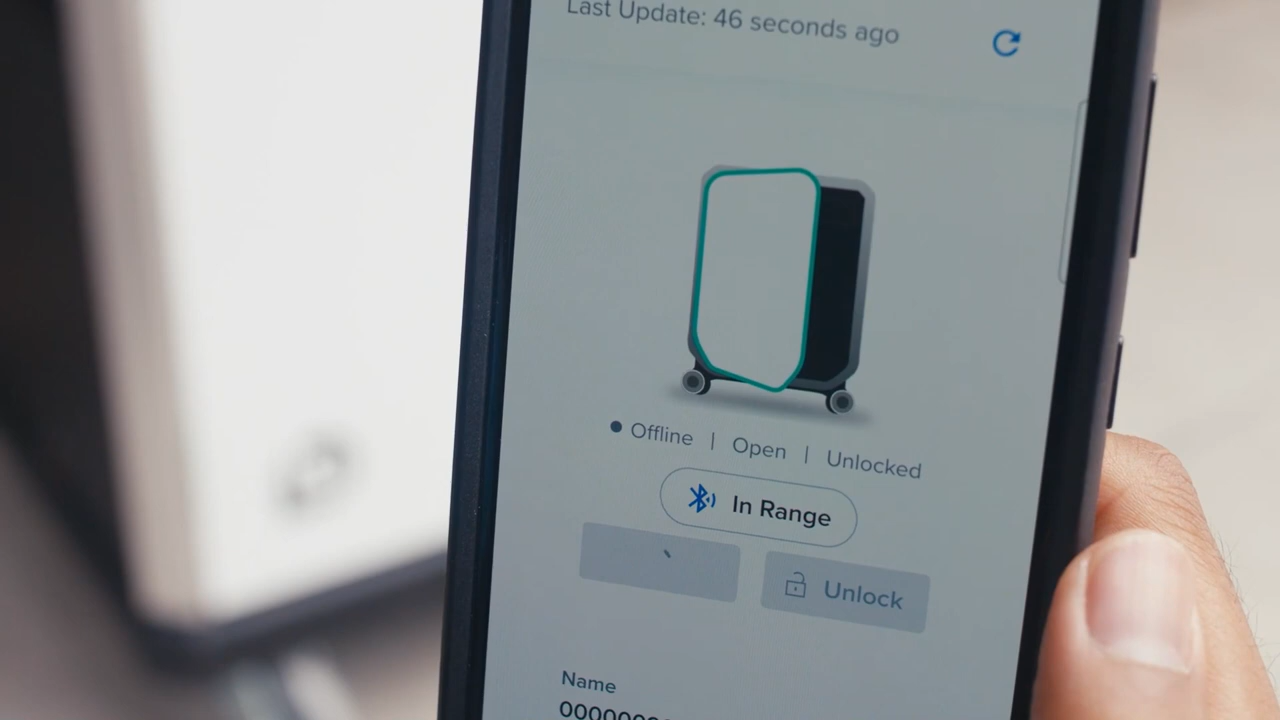 Last Update: 46 seconds ago
Offline | Open | Unlocked
In Range
Unlock
Name